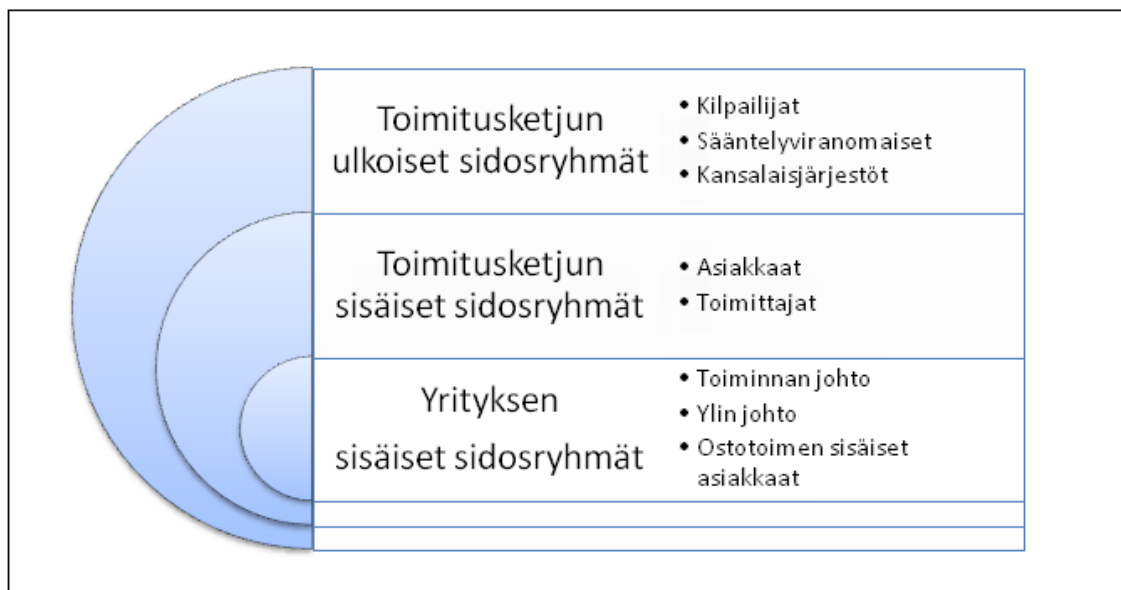 Toimitusketjun
ulkoiset sidosryhmät
• Kilpailijat
• Sääntelyviranomaiset
• Kansalaisjärjestöt
Toimitusketjun
sisäiset sidosryhmät
• Asiakkaat
• Toimittajat
Yrityksen
sisäiset sidosryhmät
• Toiminnan johto
• Ylin johto
• Ostotoimen sisäiset
asiakkaat